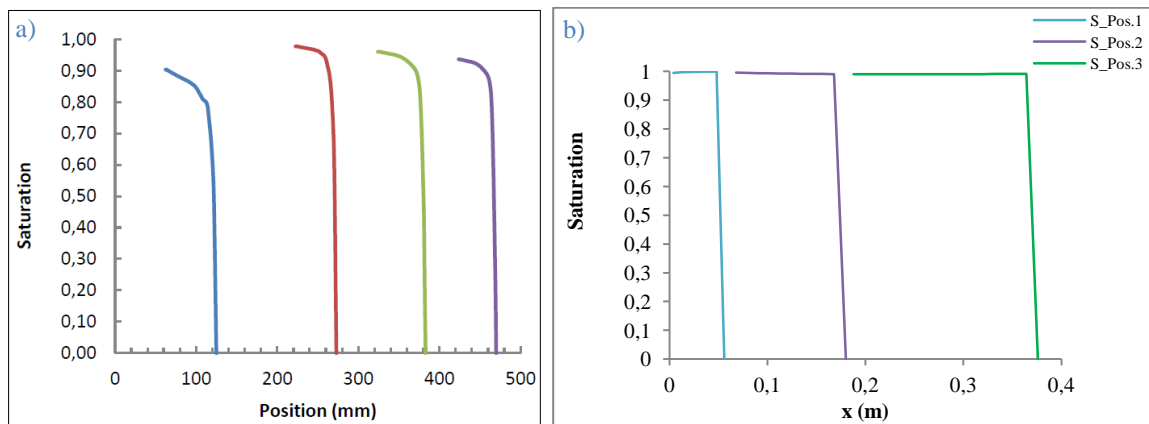 a)
1,00
0,90
0,80
0,70
0,60
0,50
0,40
0,30
0,20
0,10
0,00
Saturation
0 100 200 300 400 500
Position (mm)
b)
S_Pos.1
S_Pos.2
S_Pos.3
1
0,9
0,8
0,7
0,6
0,5
0,4
0,3
0,2
0,1
0
Saturation
0 0,1 0,2 0,3 0,4
x (m)